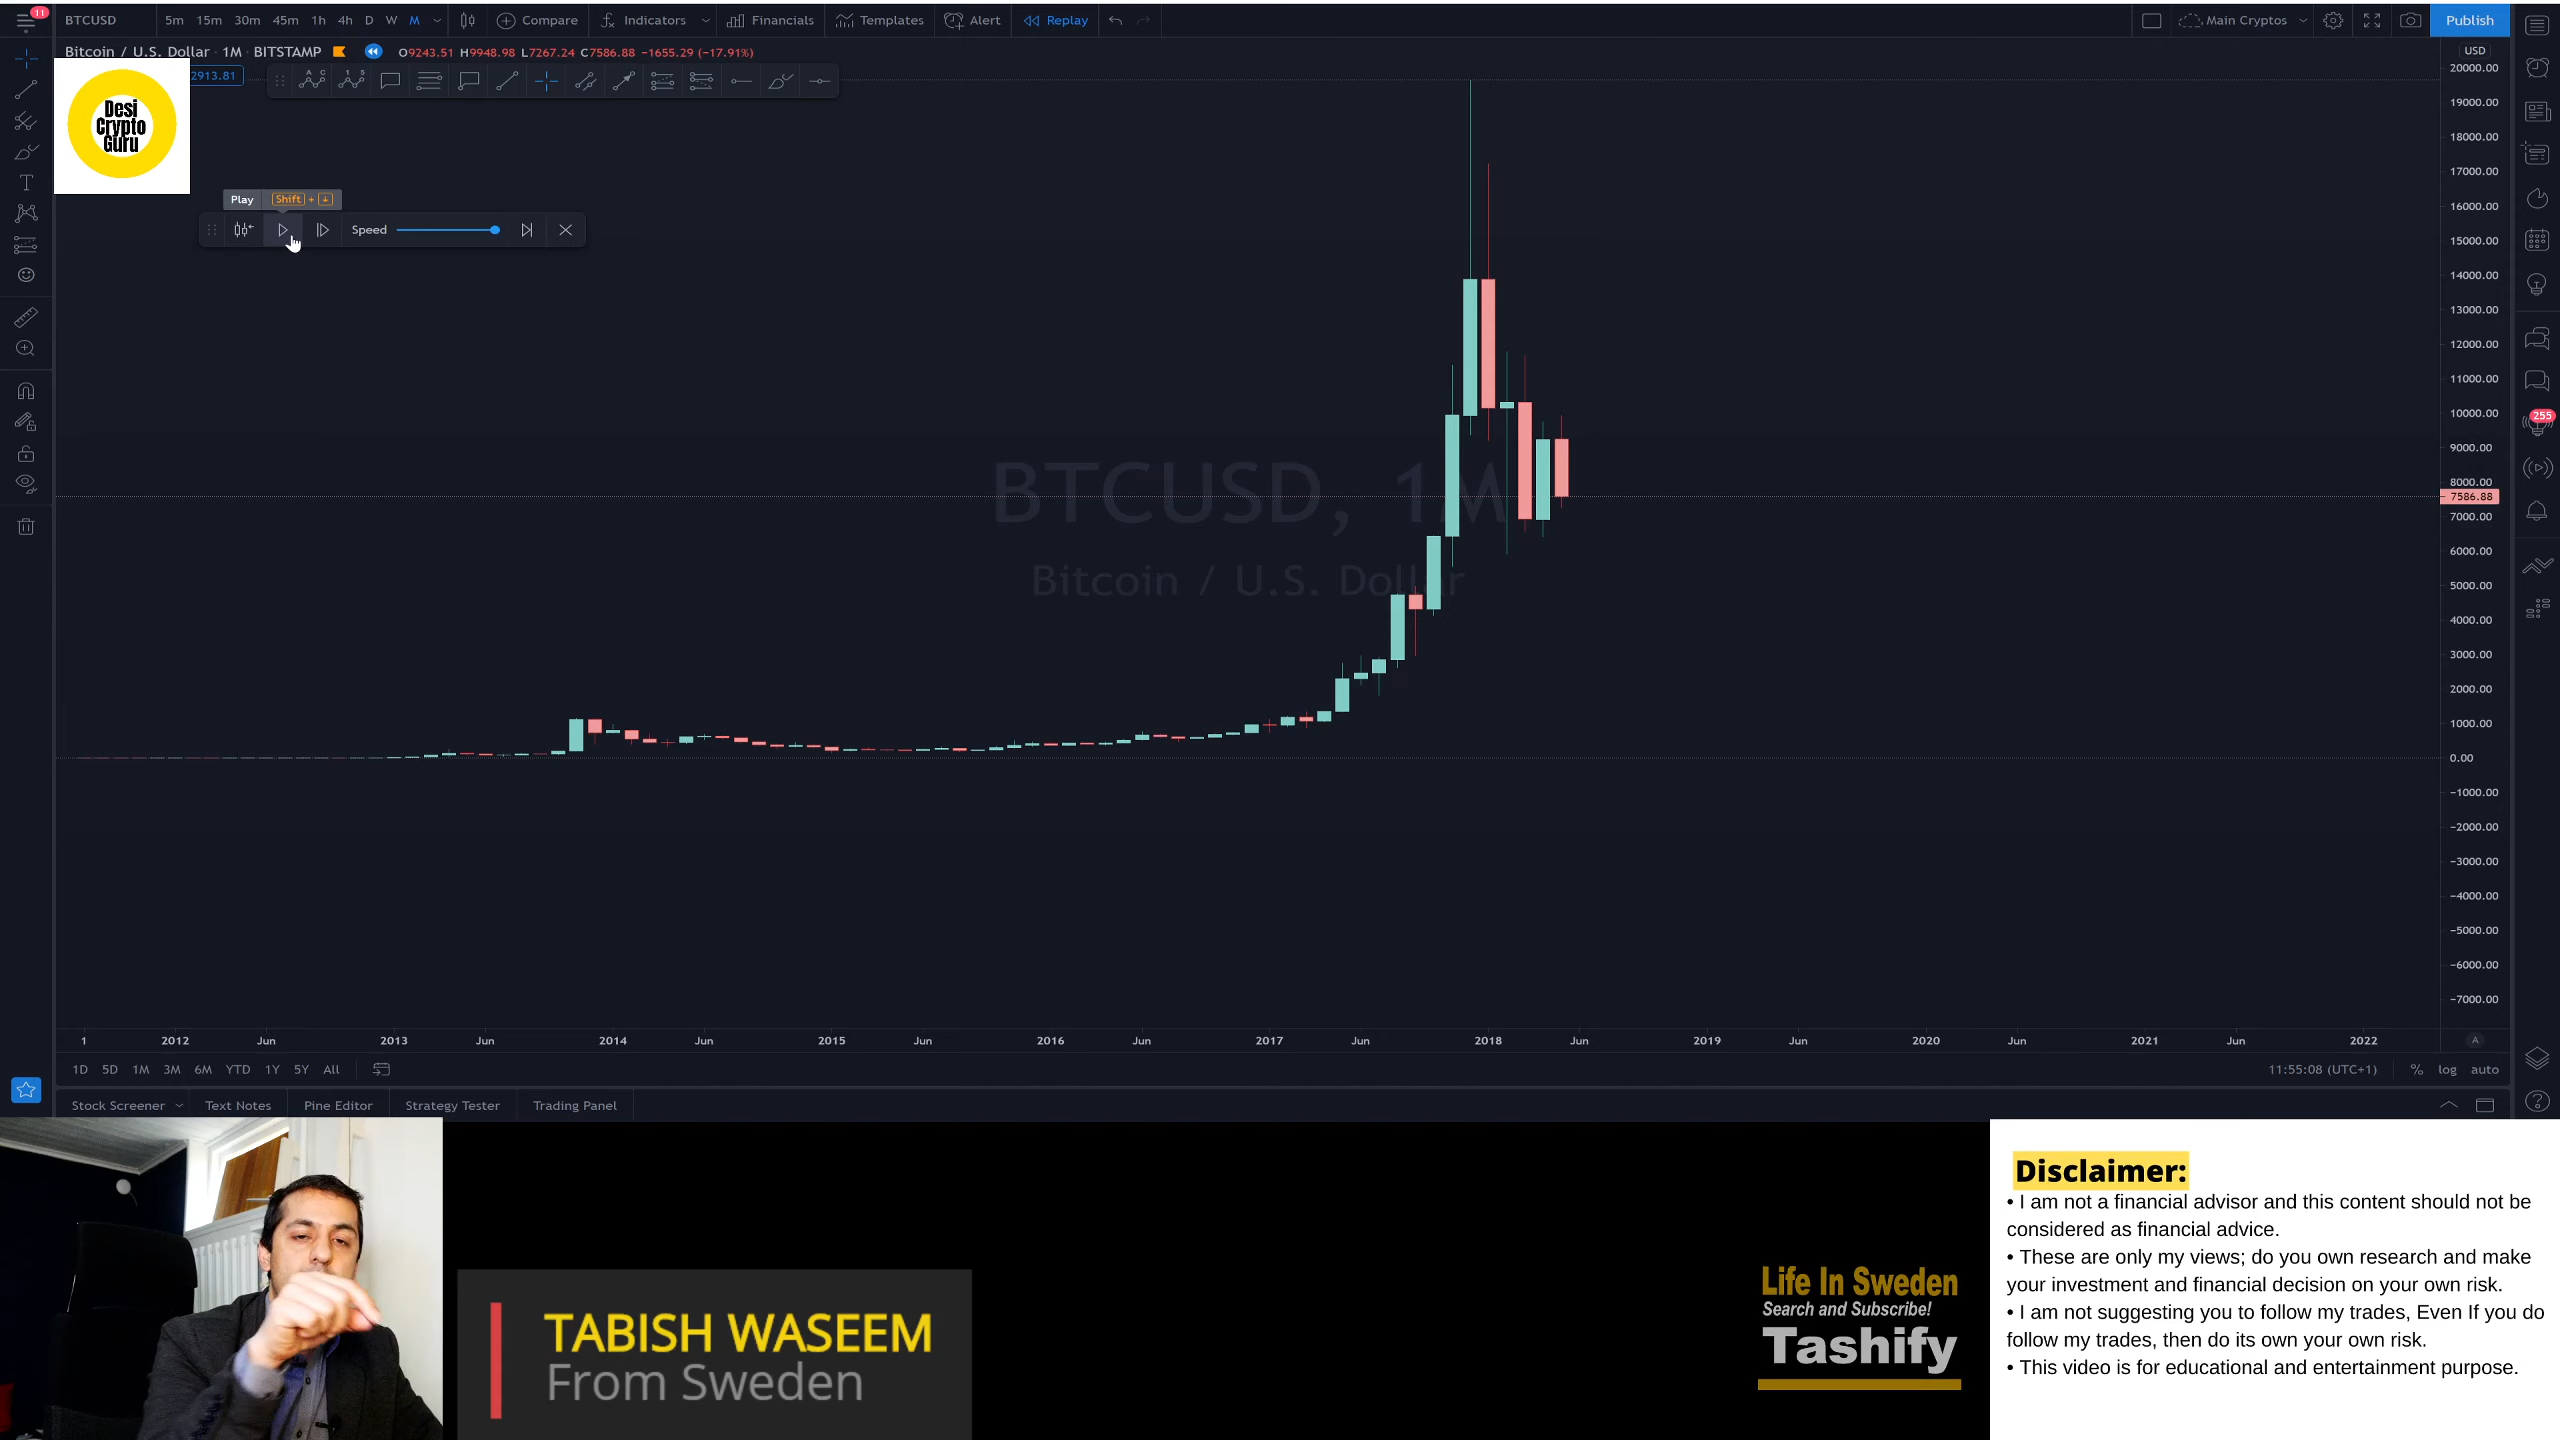 11
BTCUSD 5m 15m 30m 45m 1h 4h D W M Compare Indicators Financials Templates Alert Replay Main Cryptos Publish
Bitcoin / U.S. Dollar · 1M · BITSTAMP O9243.51 H9948.98 L7267.24 C7586.88 −1655.29 (−17.91%)
2913.81
USD
Desi
Crypto
Guru
Play Shift + ↓
Speed
20000.00
19000.00
18000.00
17000.00
16000.00
15000.00
14000.00
13000.00
12000.00
11000.00
10000.00
9000.00
8000.00
7586.88
7000.00
6000.00
5000.00
4000.00
3000.00
2000.00
1000.00
0.00
−1000.00
−2000.00
−3000.00
−4000.00
−5000.00
−6000.00
−7000.00
255
BTCUSD, 1M
Bitcoin / U.S. Dollar
1 2012 Jun 2013 Jun 2014 Jun 2015 Jun 2016 Jun 2017 Jun 2018 Jun 2019 Jun 2020 Jun 2021 Jun 2022 A
1D 5D 1M 3M 6M YTD 1Y 5Y All 11:55:08 (UTC+1) % log auto
Stock Screener Text Notes Pine Editor Strategy Tester Trading Panel
TABISH WASEEM
From Sweden
Life In Sweden
Search and Subscribe!
Tashify
Disclaimer:
• I am not a financial advisor and this content should not be
considered as financial advice.
• These are only my views; do you own research and make
your investment and financial decision on your own risk.
• I am not suggesting you to follow my trades, Even If you do
follow my trades, then do its own your own risk.
• This video is for educational and entertainment purpose.